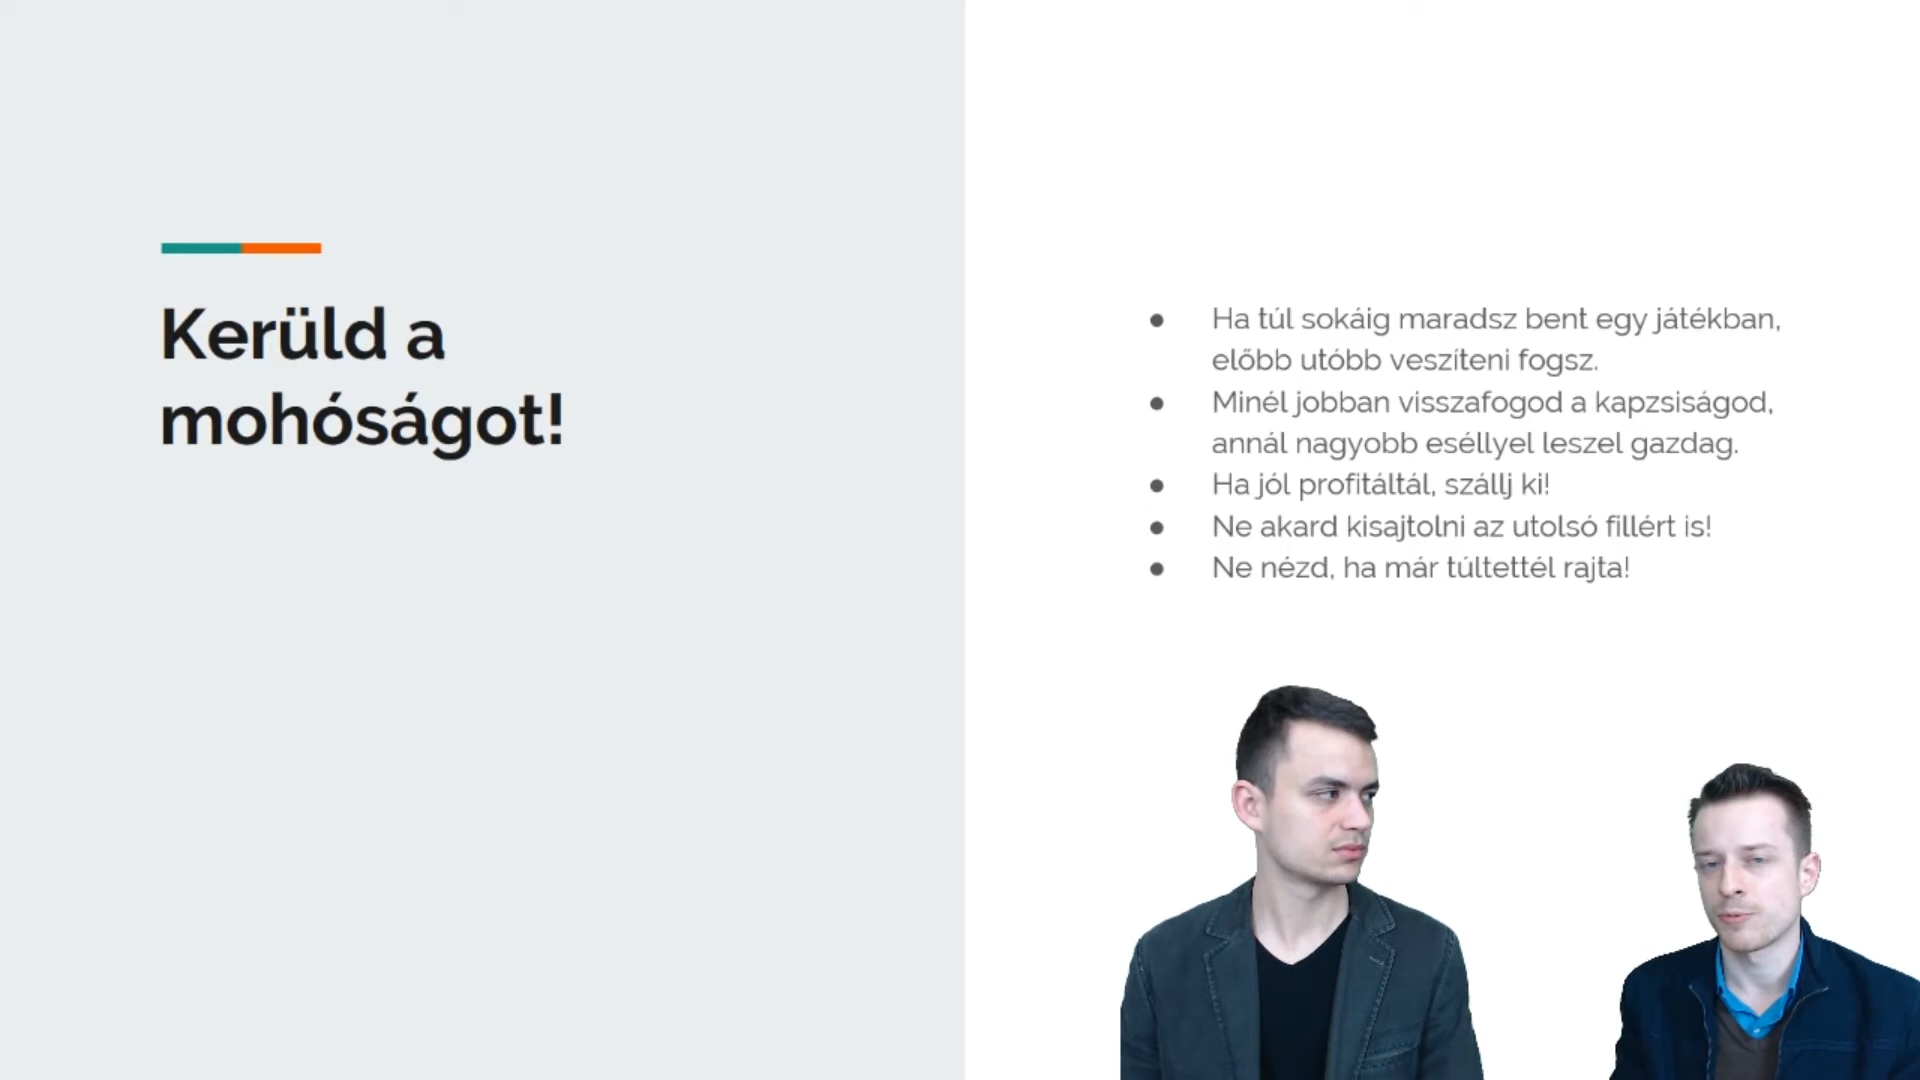 Kerüld a
mohóságot!
● Ha túl sokáig maradsz bent egy játékban,
előbb utóbb veszíteni fogsz.
● Minél jobban visszafogod a kapzsiságod,
annál nagyobb eséllyel leszel gazdag.
● Ha jól profitáltál, szállj ki!
● Ne akard kisajtolni az utolsó fillért is!
● Ne nézd, ha már túltettél rajta!